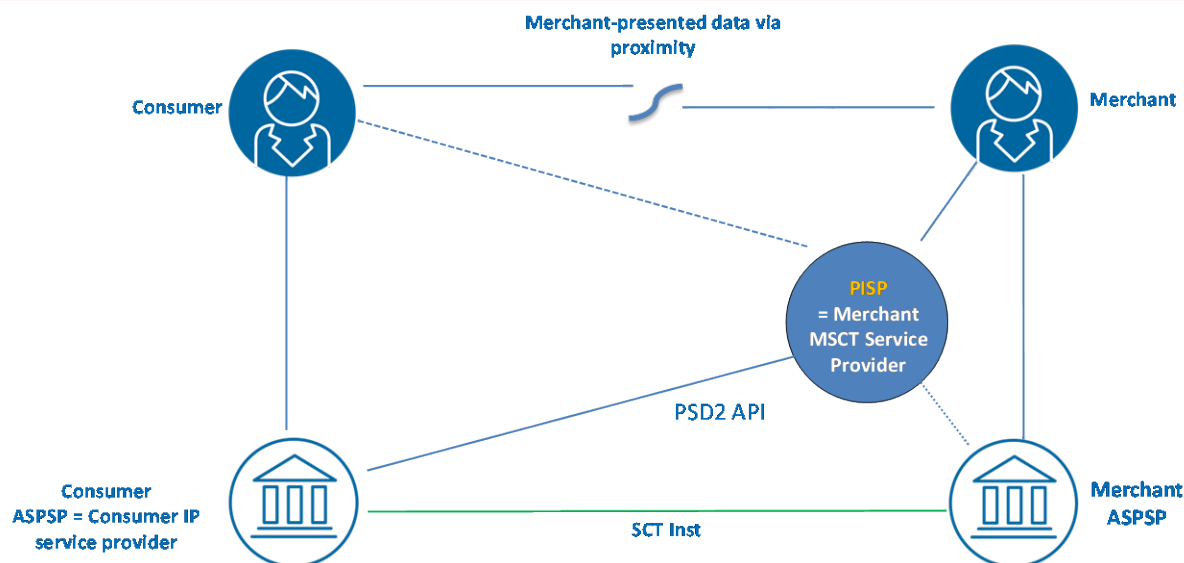 Merchant-presented data via
proximity
Consumer
Merchant
PISP
= Merchant
MSCT Service
Provider
PSD2 API
Consumer
ASPSP = Consumer IP
service provider
SCT Inst
Merchant
ASPSP